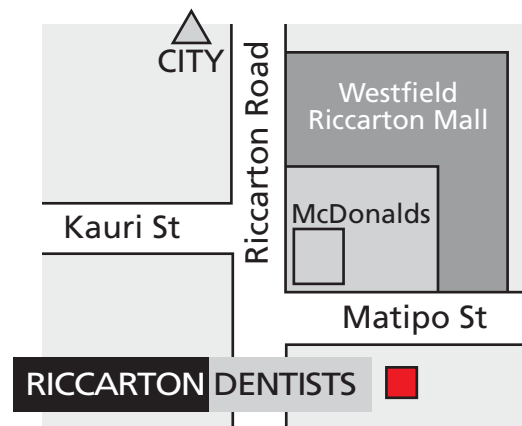 CITY
Riccarton Road
Westfield
Riccarton Mall
McDonalds
Kauri St
Matipo St
RICCARTON DENTISTS